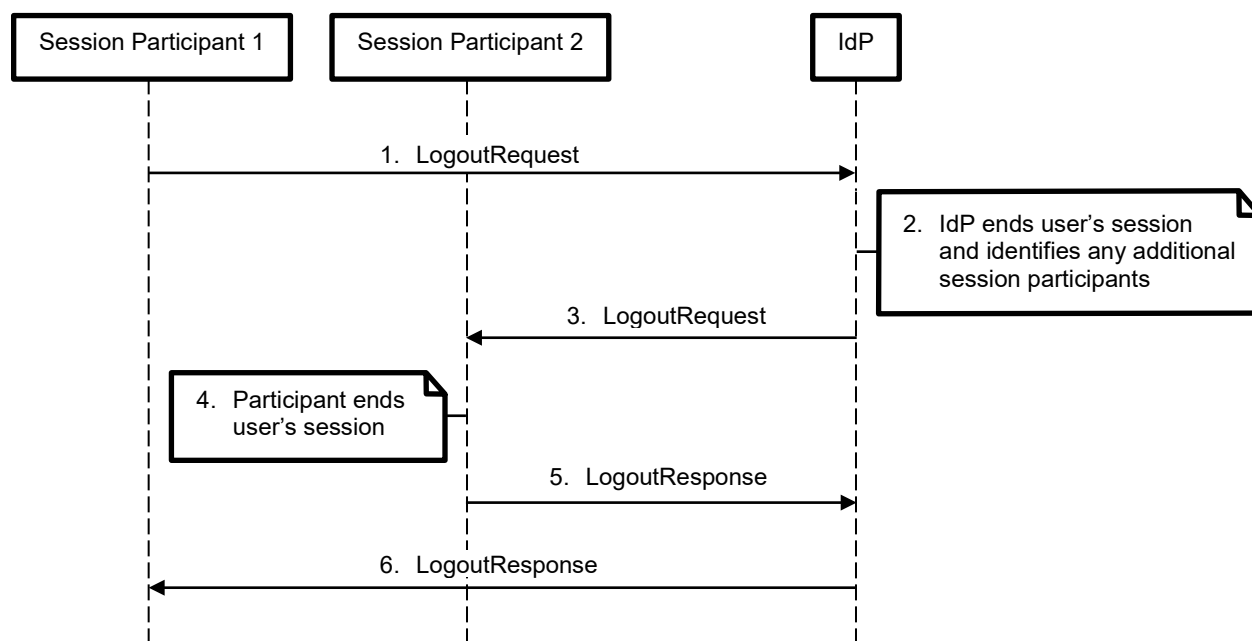 Session Participant 1
Session Participant 2
IdP
1. LogoutRequest
2. IdP ends user’s session
and identifies any additional
session participants
3. LogoutRequest
4. Participant ends
user’s session
5. LogoutResponse
6. LogoutResponse